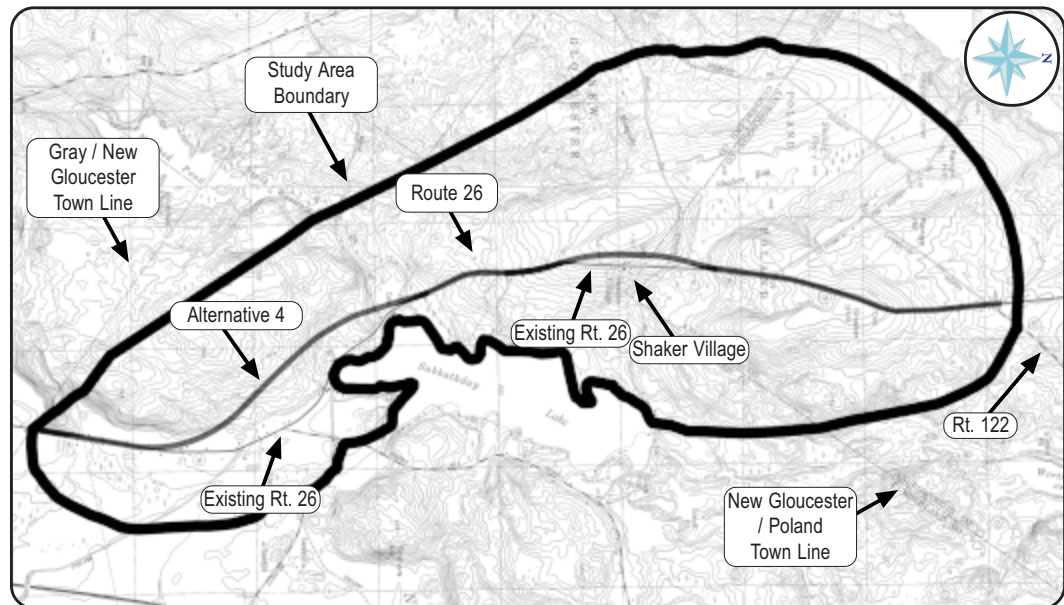 N
Study Area
Boundary
Gray / New
Gloucester
Town Line
Route 26
Alternative 4
Existing Rt. 26
Shaker Village
Sabbathday
Lake
Rt. 122
Existing Rt. 26
New Gloucester
/ Poland
Town Line